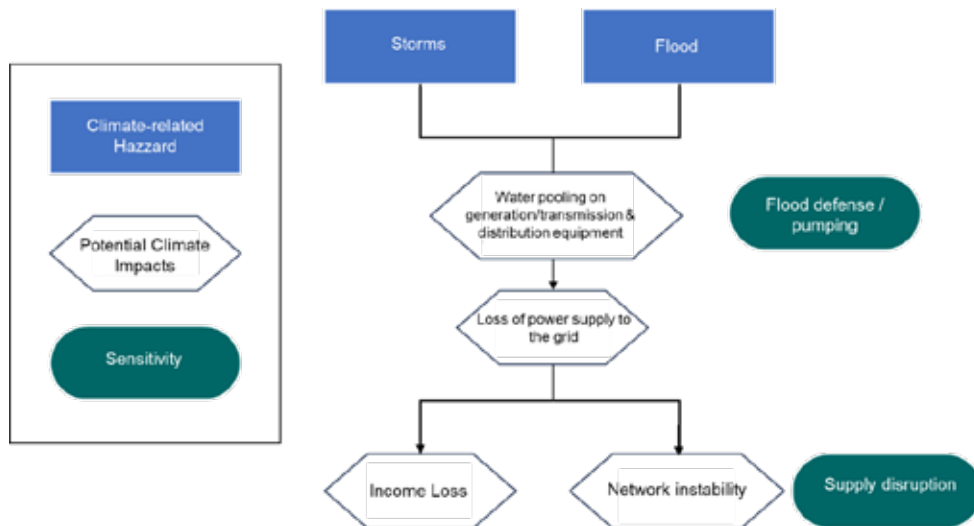 Storms
Flood
Climate-related
Hazzard
Potential Climate
Impacts
Sensitivity
Water pooling on
generation/transmission &
distribution equipment
Flood defense /
pumping
Loss of power supply to
the grid
Income Loss
Network instability
Supply disruption